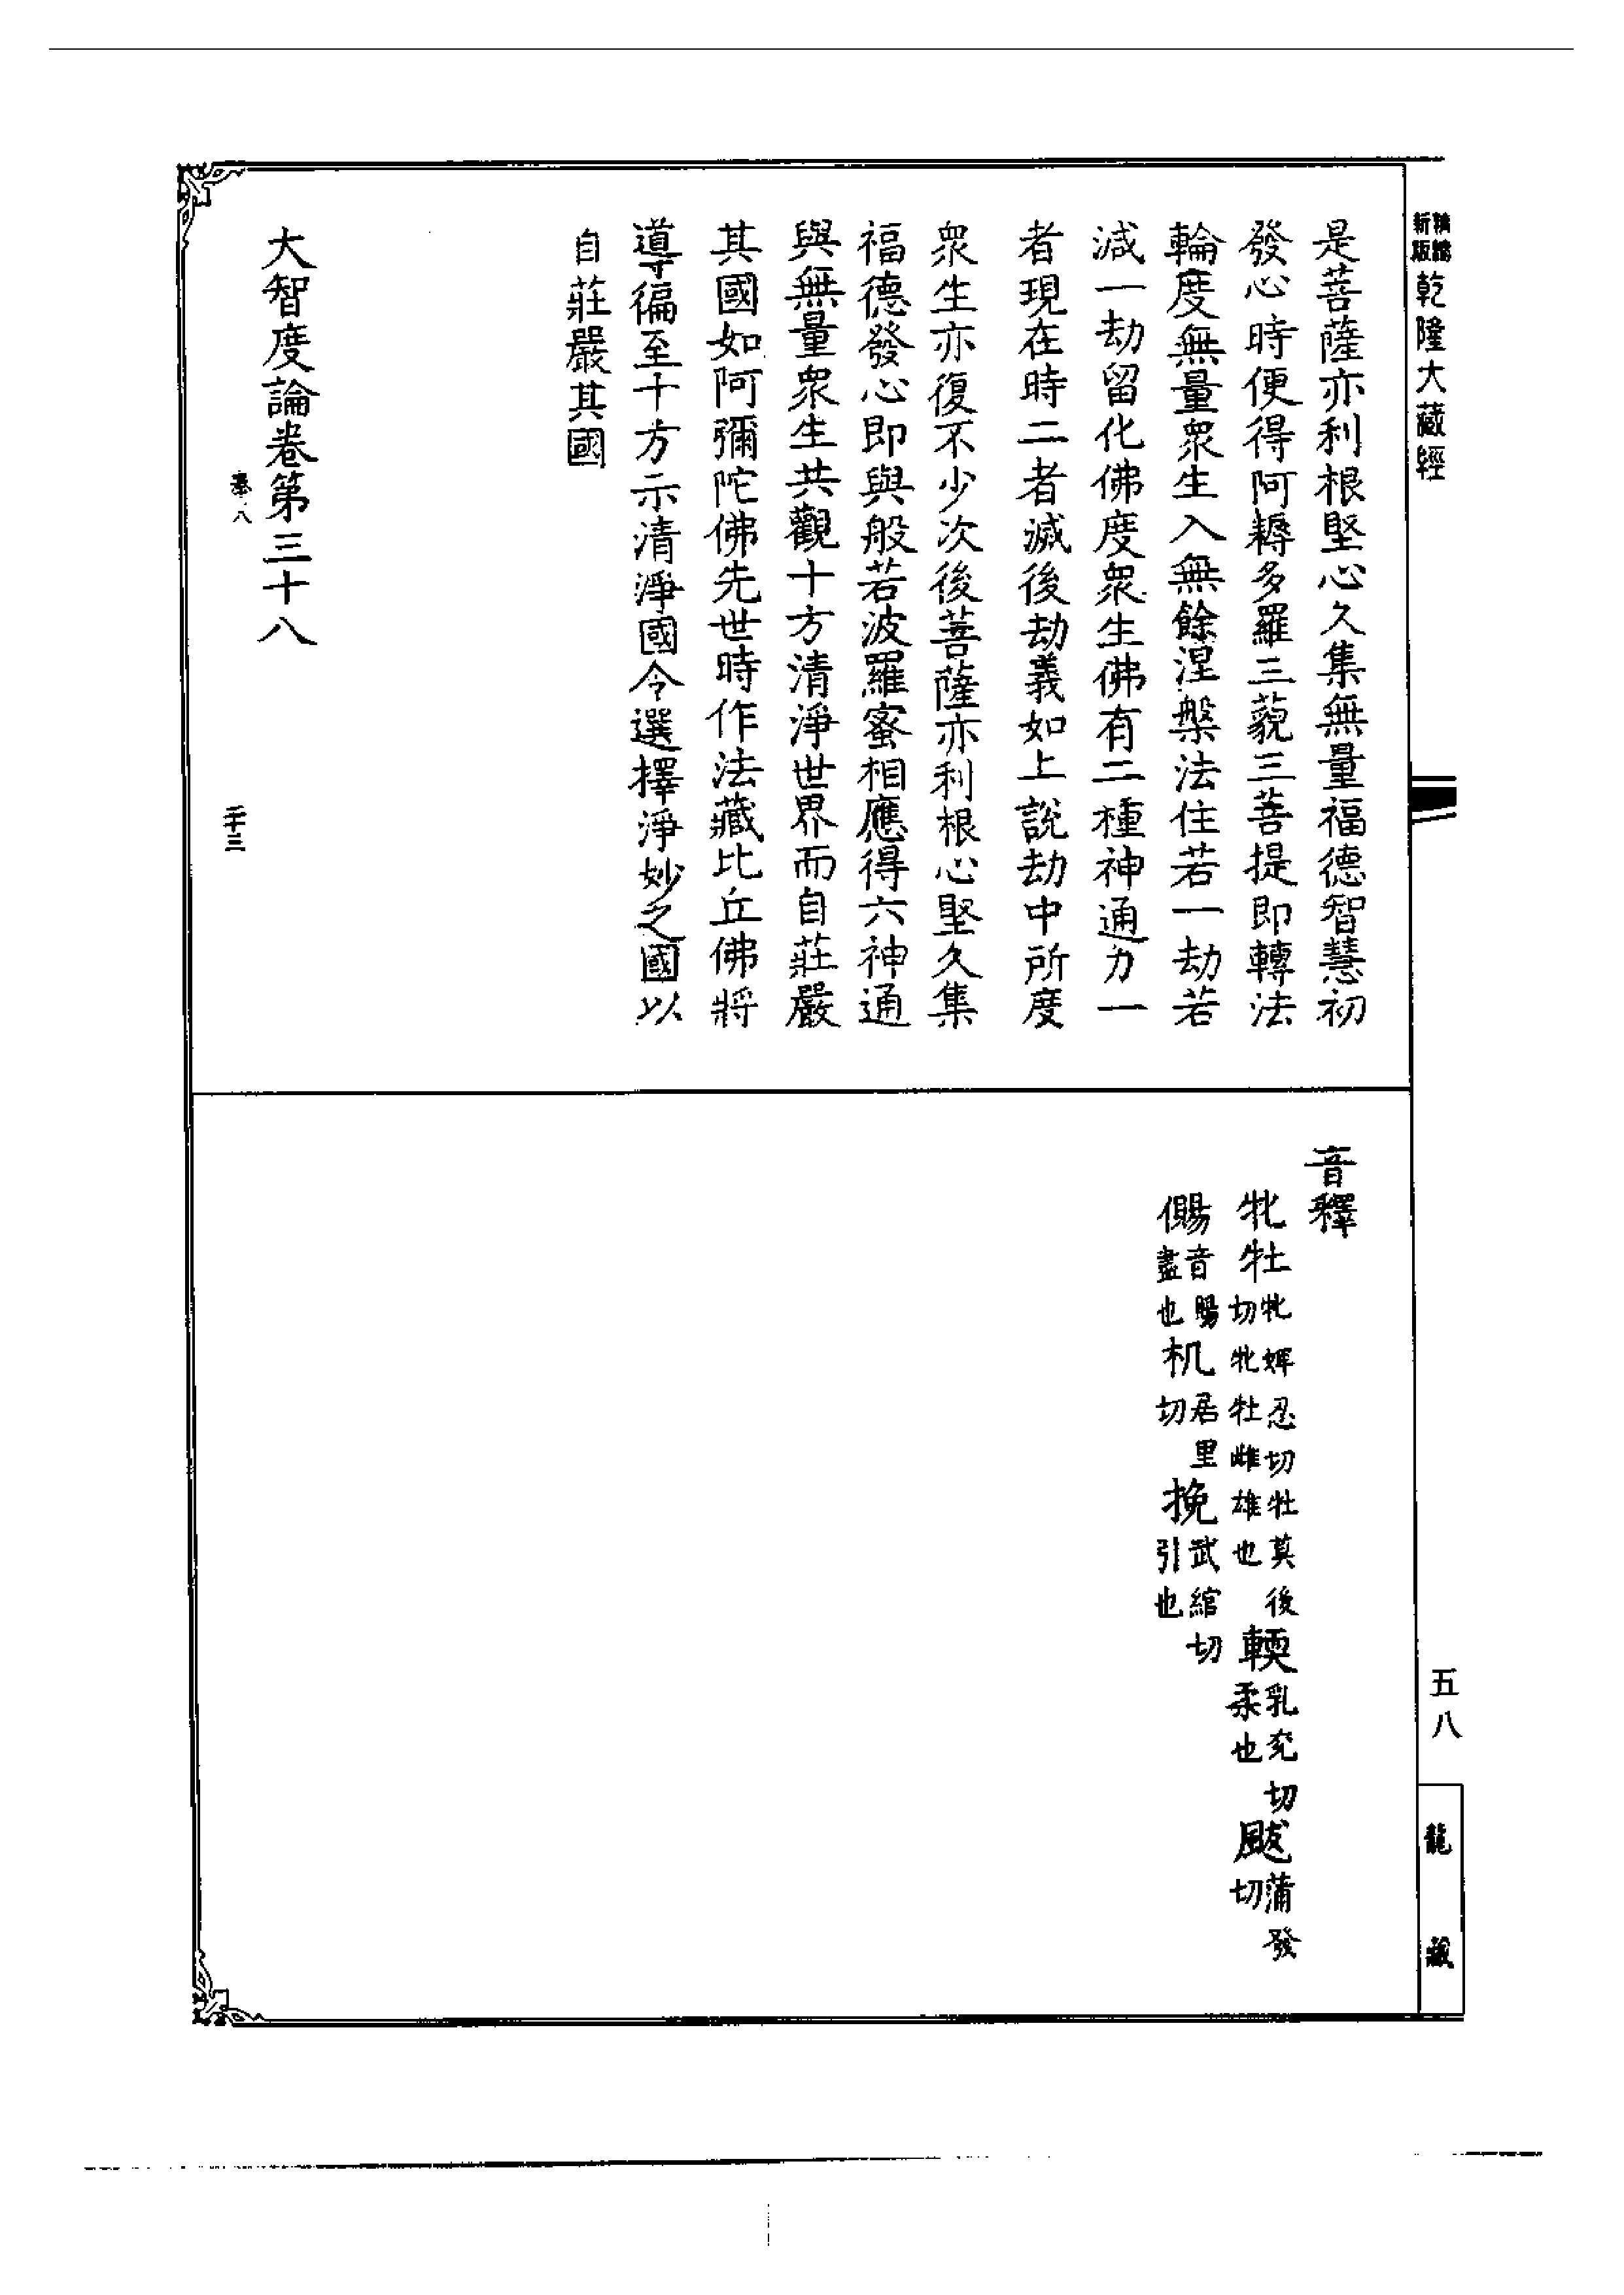 新版精縮乾隆大藏經
是菩薩亦利根堅心久集無量福德智慧初
發心時便得阿耨多羅三藐三菩提即轉法
輪度無量眾生入無餘涅槃法住若一劫若
減一劫留化佛度眾生佛有二種神通力一
者現在時二者滅後劫義如上說劫中所度
眾生亦復不少次後菩薩亦利根心堅久集
福德發心即與般若波羅蜜相應得六神通
與無量眾生共觀十方清淨世界而自莊嚴
其國如阿彌陀佛先世時作法藏比丘佛將
導徧至十方示清淨國令選擇淨妙之國以
自莊嚴其國
大智度論卷第三十八
八
二十三
音釋
牝牡牝婢忍切牡莫後切牝牡雌雄也輭乳兖切柔也颰蒲發切
儩音賜盡也机居里切挽武綰切引也
五八
龍藏